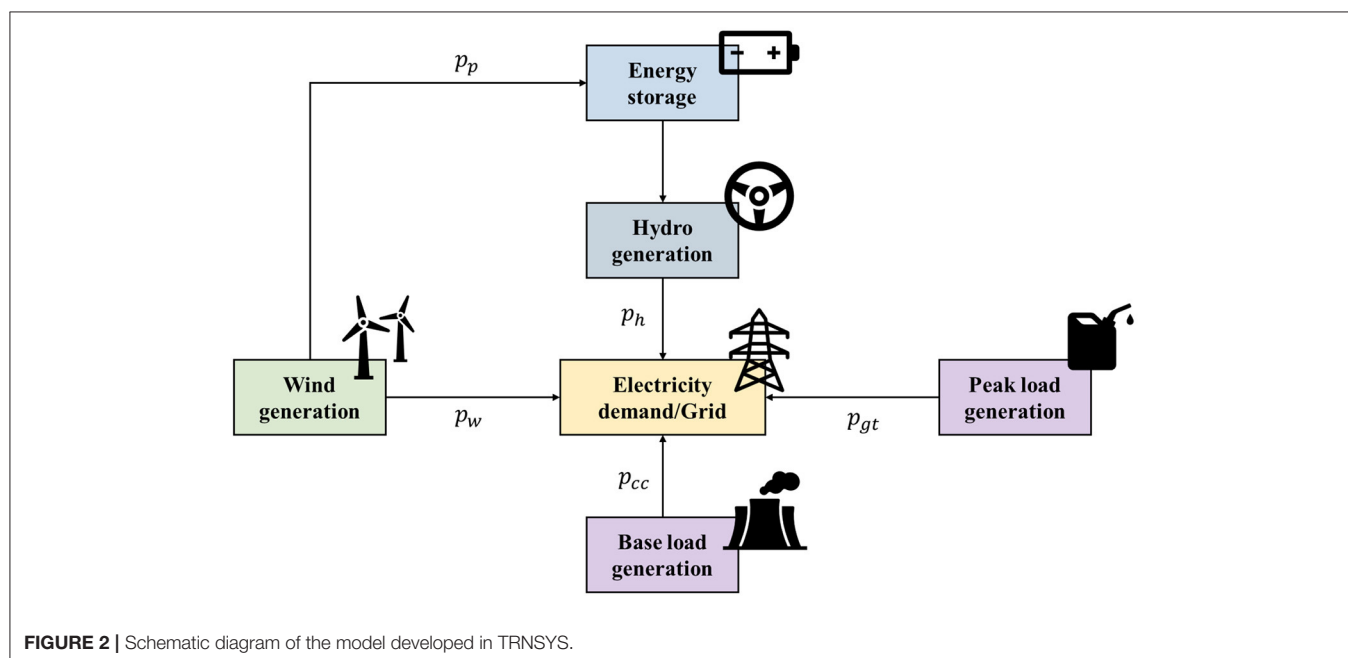 p_p
Energy
storage
Hydro
generation
p_h
Wind
generation
p_w
Electricity
demand/Grid
p_gt
Peak load
generation
p_cc
Base load
generation
FIGURE 2 | Schematic diagram of the model developed in TRNSYS.